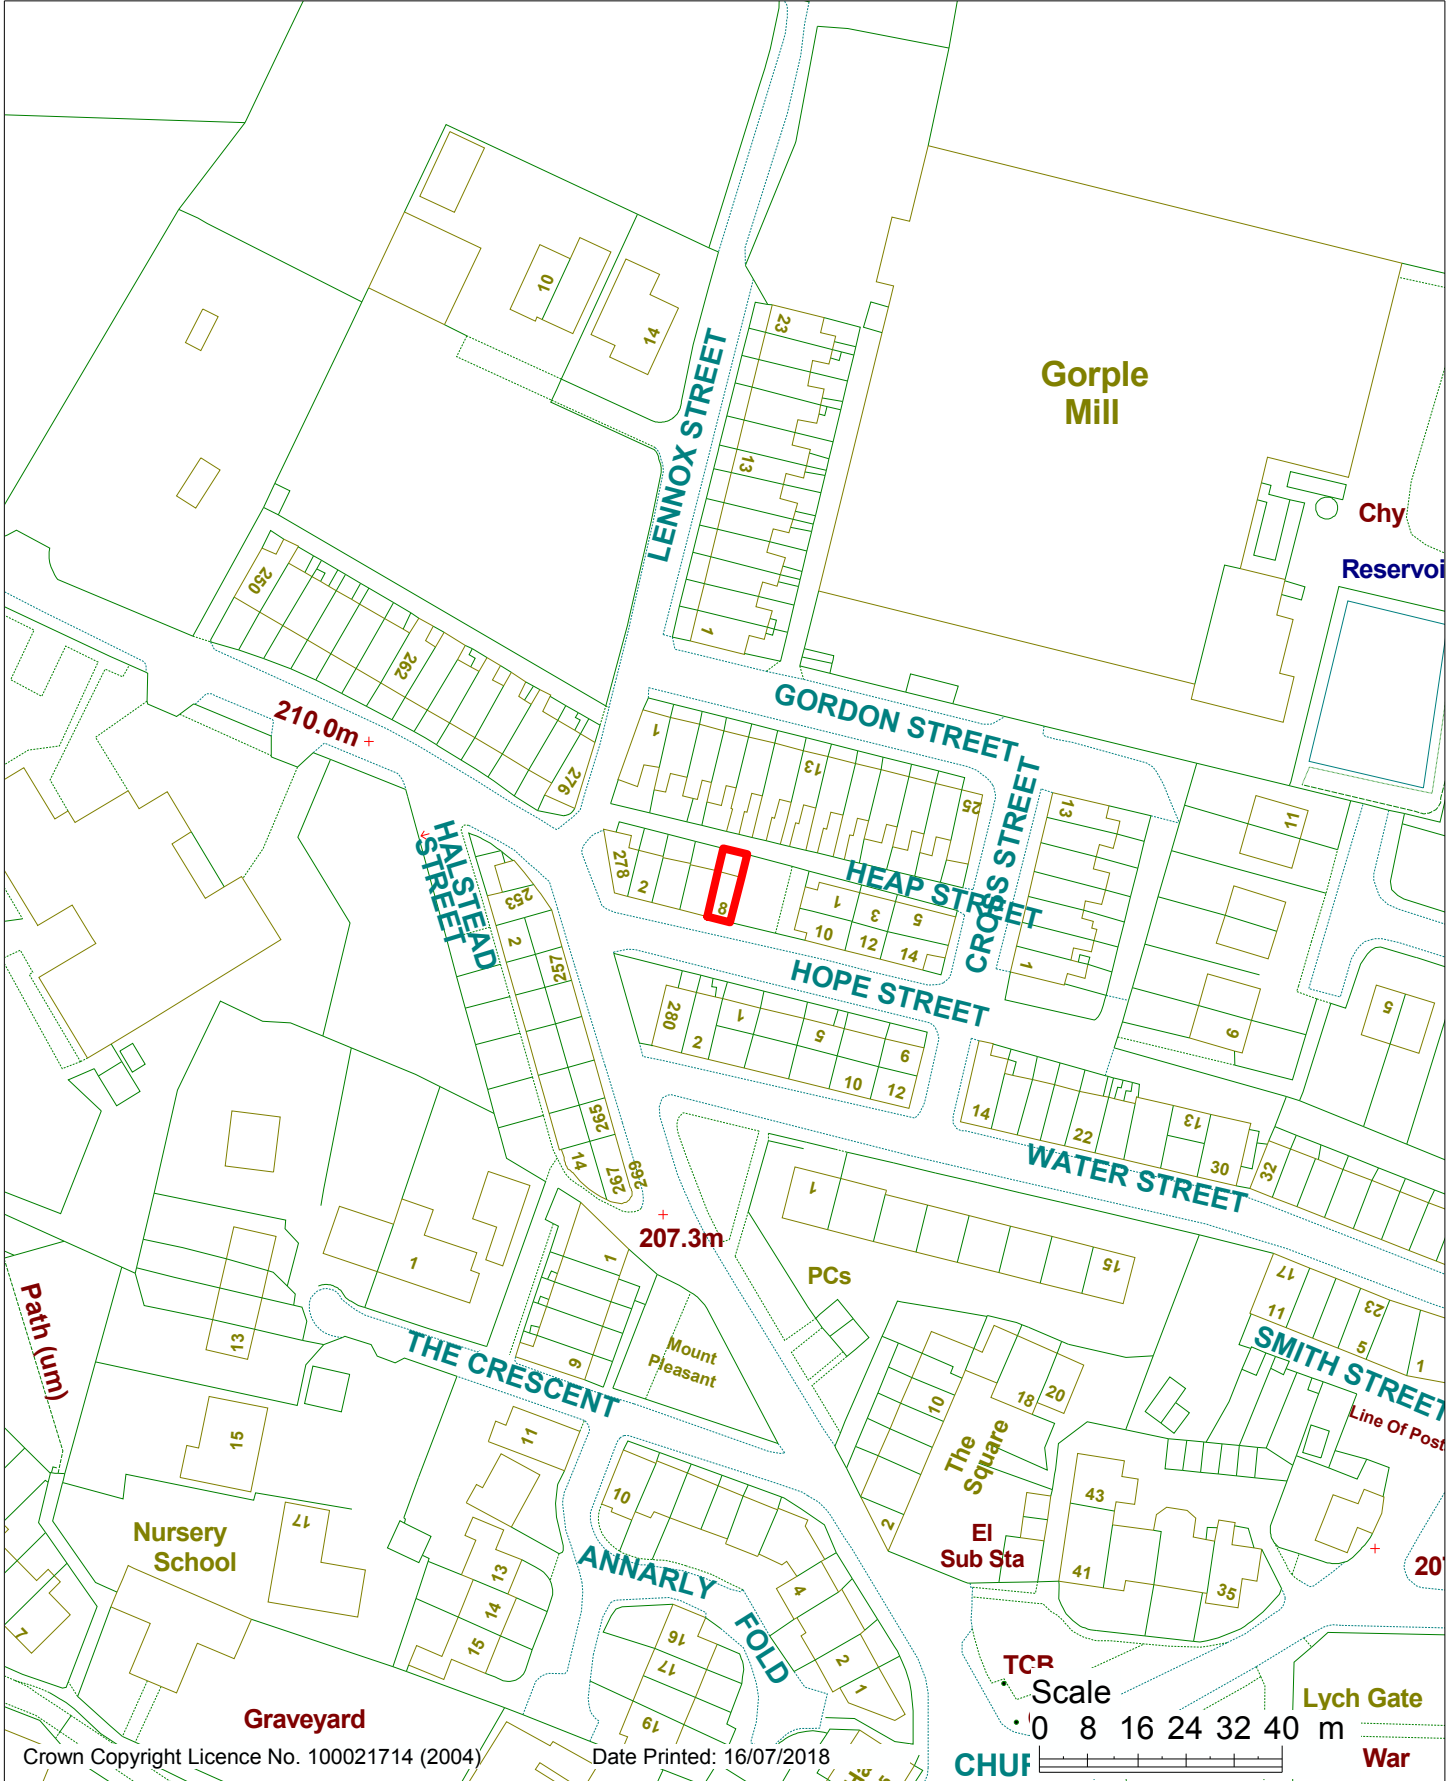 10
14
23
LENNOX STREET
Gorple
Mill
13
Chy
Reservoi
250
1
262
GORDON STREET
210.0m
1
13
276
25
CROSS STREET
13
11
HALSTEAD
STREET
278
2
8
HEAP STREET
1
3
5
253
10
12
14
2
257
1
HOPE STREET
280
2
1
5
6
10
12
9
5
265
14
22
13
30
32
WATER STREET
14
267
269
207.3m
1
1
1
15
PCs
17
11
23
5
1
Path (um)
13
THE CRESCENT
9
Mount
Pleasant
SMITH STREET
Line Of Post
10
18
20
15
11
The
Square
10
43
2
17
Nursery
School
El
Sub Sta
207
ANNARLY
FOLD
13
14
15
4
41
35
7
16
17
19
2
1
TCB
Scale
Lych Gate
Graveyard
0 8 16 24 32 40 m
Crown Copyright Licence No. 100021714 (2004)
Date Printed: 16/07/2018
CHUR
War